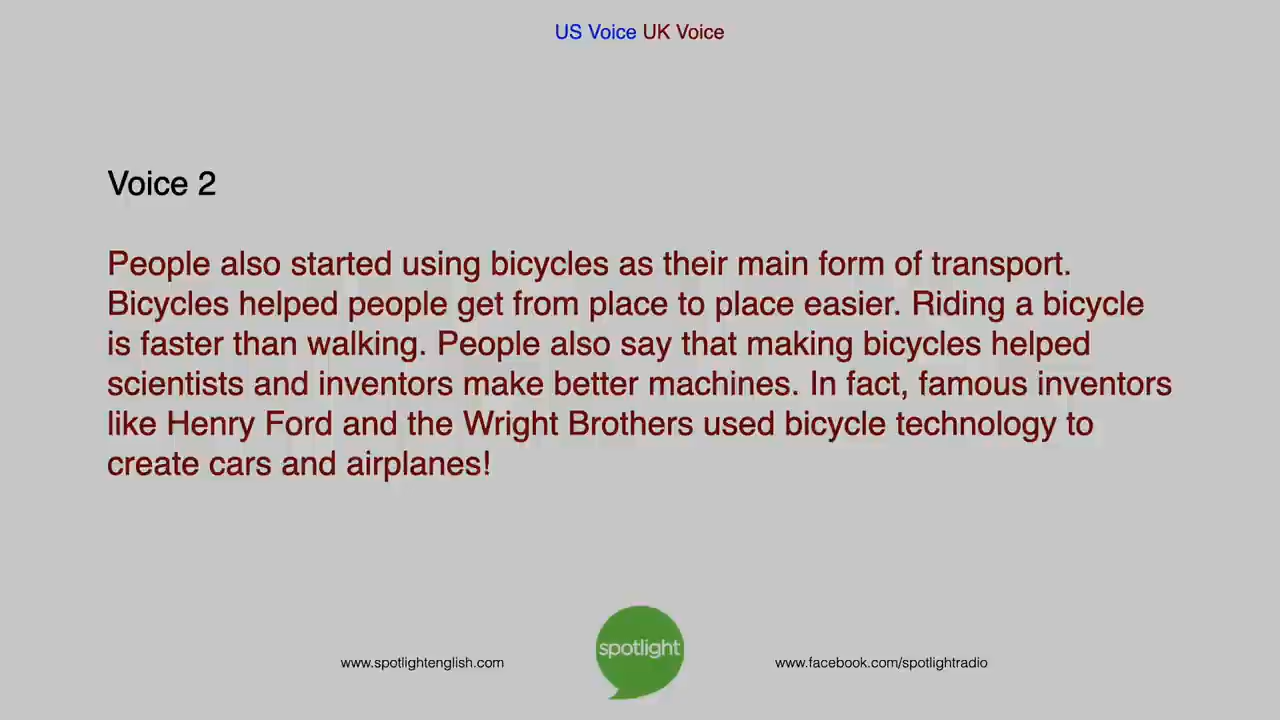 US Voice UK Voice
Voice 2
People also started using bicycles as their main form of transport.
Bicycles helped people get from place to place easier. Riding a bicycle
is faster than walking. People also say that making bicycles helped
scientists and inventors make better machines. In fact, famous inventors
like Henry Ford and the Wright Brothers used bicycle technology to
create cars and airplanes!
www.spotlightenglish.com
spotlight
www.facebook.com/spotlightradio